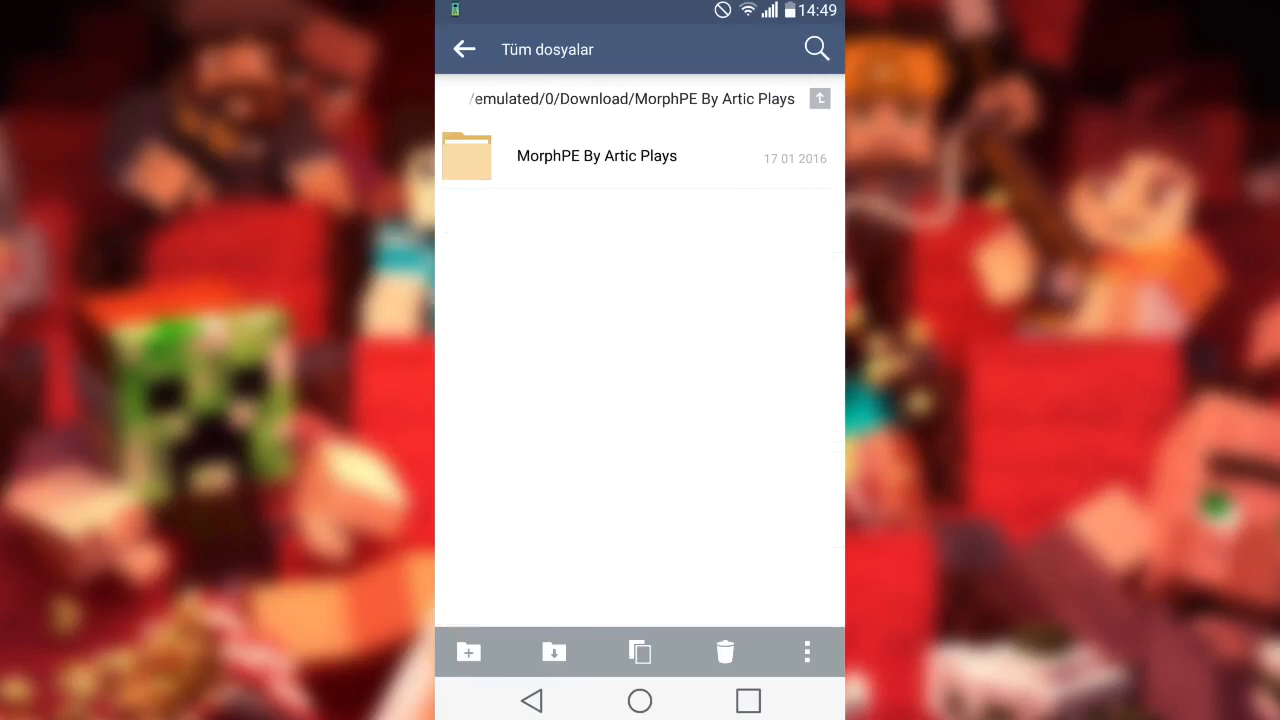 14:49
Tüm dosyalar
/emulated/0/Download/MorphPE By Artic Plays
MorphPE By Artic Plays
17 01 2016